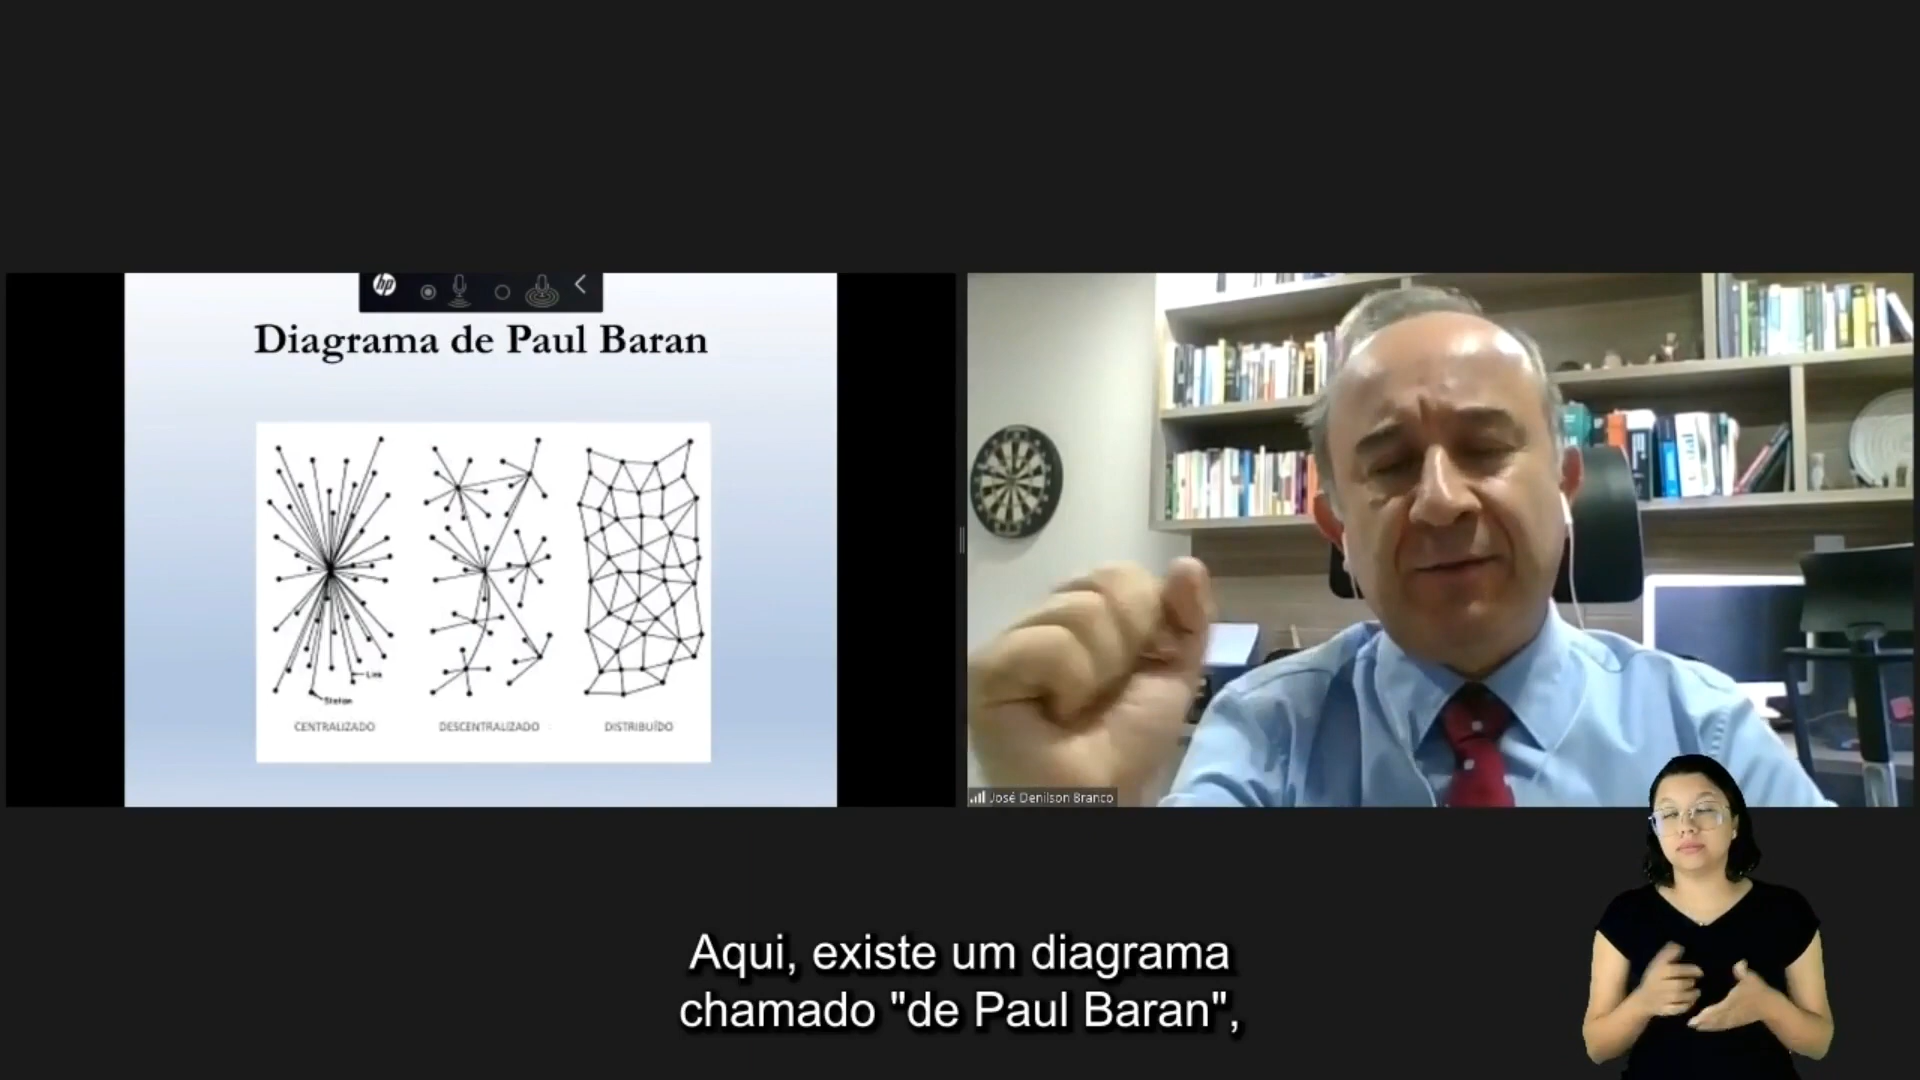 hp
Diagrama de Paul Baran
Link
Station
CENTRALIZADO
DESCENTRALIZADO
DISTRIBUÍDO
José Denilson Branco
Aqui, existe um diagrama
chamado "de Paul Baran",